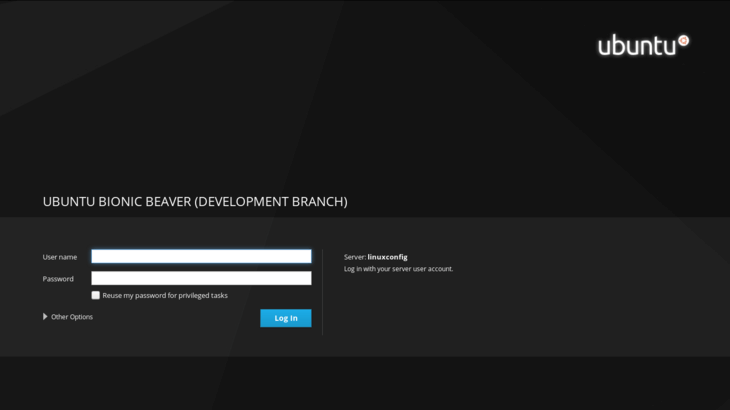 ubuntu
UBUNTU BIONIC BEAVER (DEVELOPMENT BRANCH)
User name
Password
Reuse my password for privileged tasks
Other Options
Log In
Server: linuxconfig
Log in with your server user account.